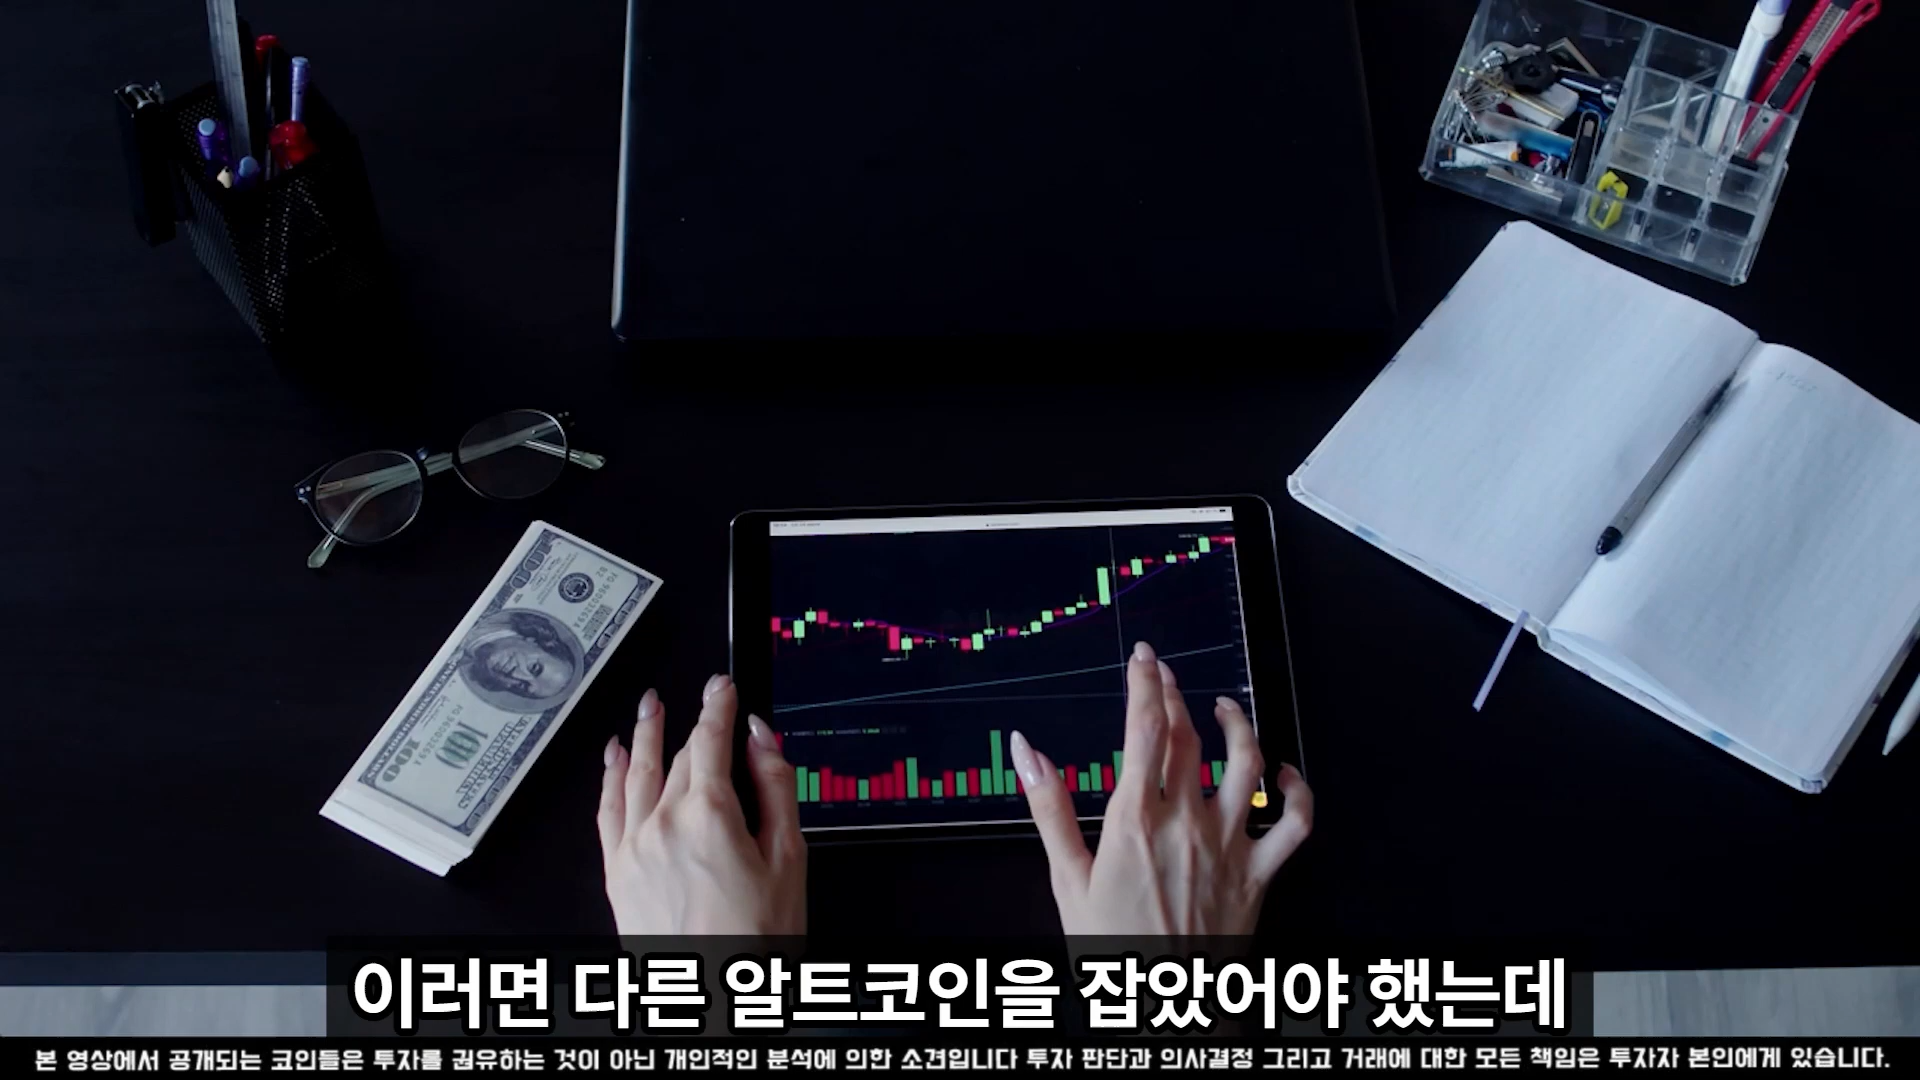 100
FG96003269A
100
이러면 다른 알트코인을 잡았어야 했는데
본 영상에서 공개되는 코인들은 투자를 권유하는 것이 아닌 개인적인 분석에 의한 소견입니다 투자 판단과 의사결정 그리고 거래에 대한 모든 책임은 투자자 본인에게 있습니다.